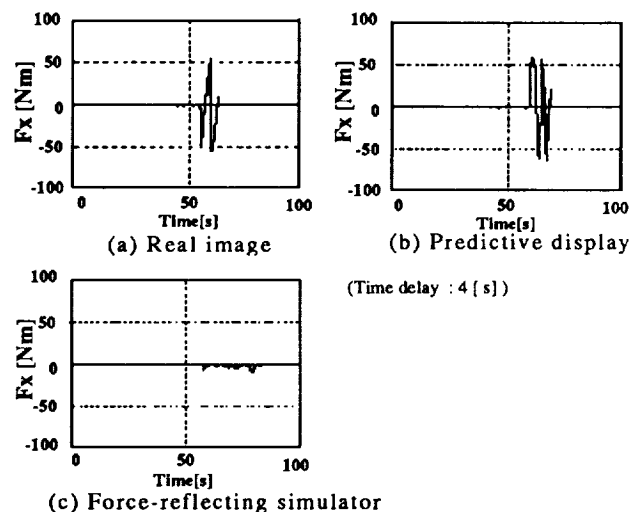 100
50
0
-50
-100
Fx [Nm]
0
50
100
Time[s]
(a) Real image
100
50
0
-50
-100
Fx [Nm]
0
50
100
Time[s]
(b) Predictive display
100
50
0
-50
-100
Fx [Nm]
0
50
100
Time[s]
(c) Force-reflecting simulator
(Time delay : 4 [ s] )